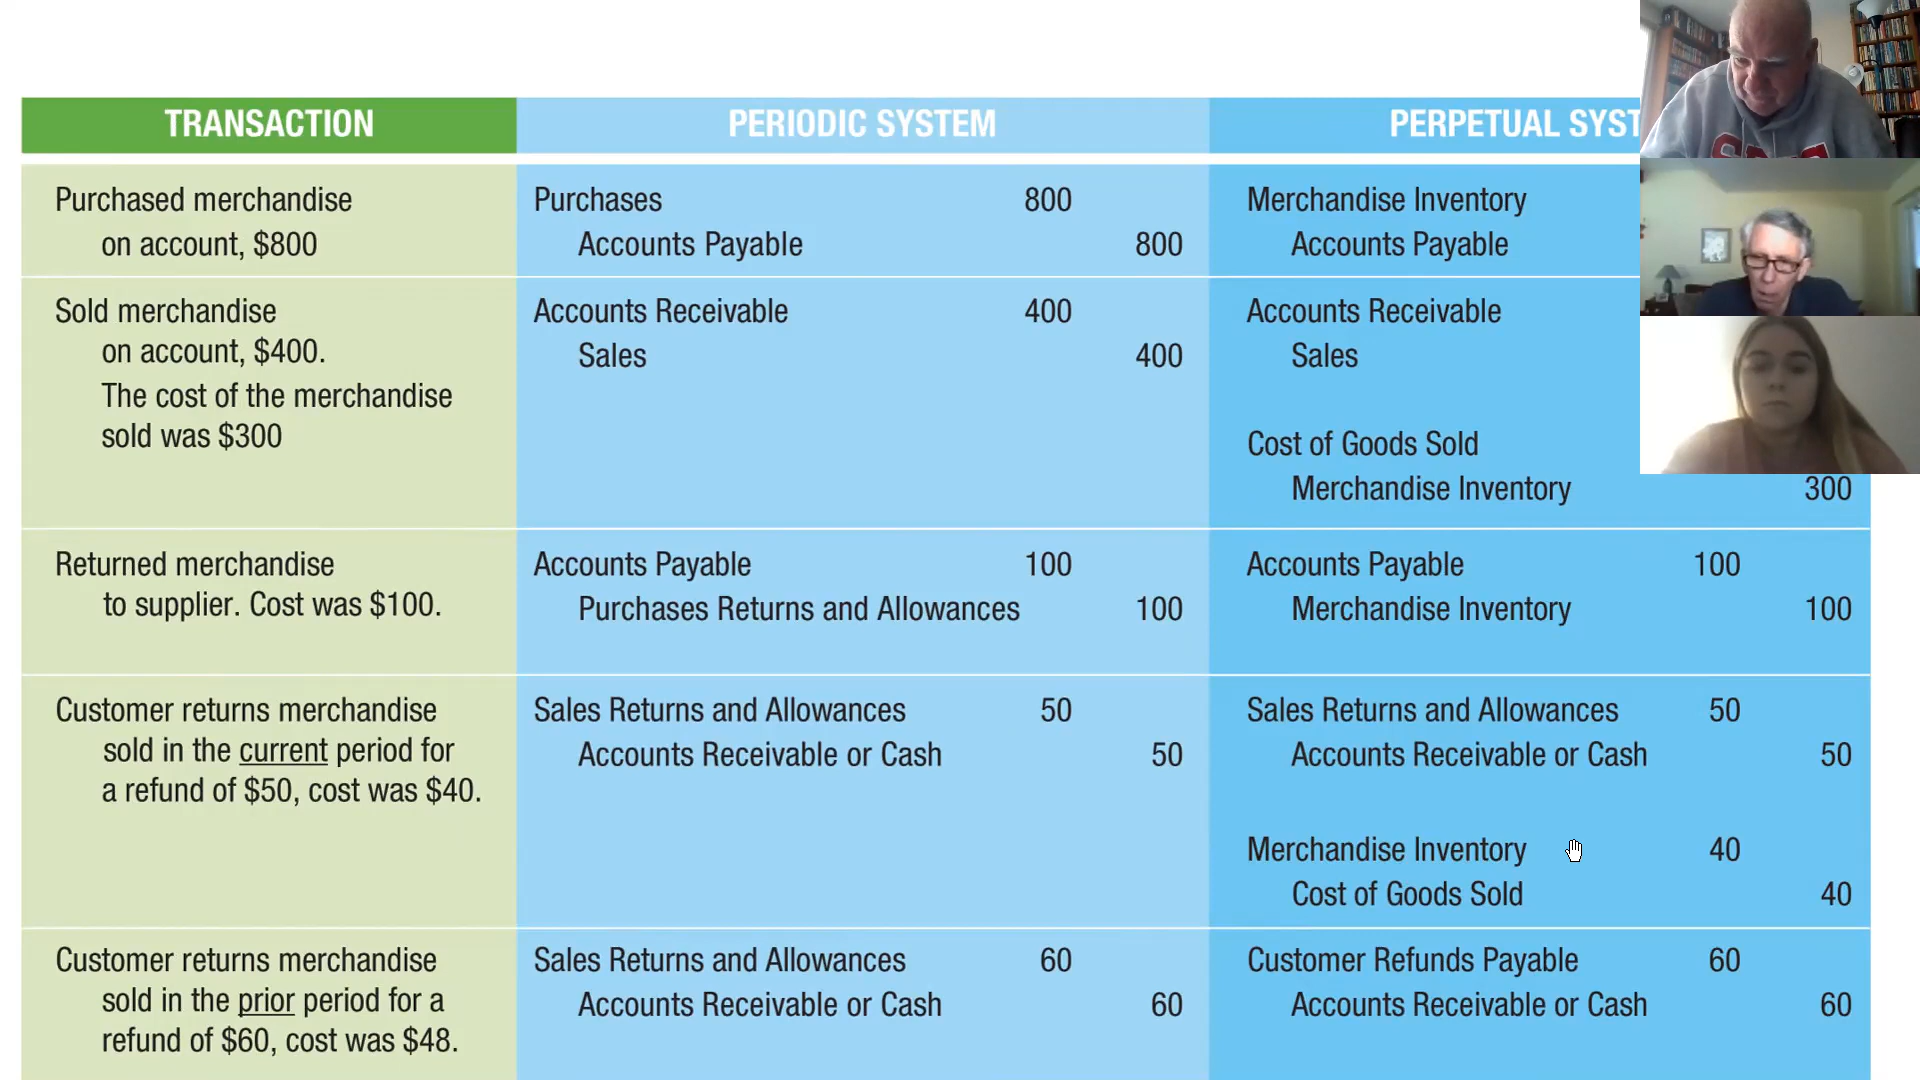 TRANSACTION PERIODIC SYSTEM PERPETUAL SYST
Purchased merchandise Purchases 800 Merchandise Inventory
on account, $800 Accounts Payable 800 Accounts Payable
Sold merchandise Accounts Receivable 400 Accounts Receivable
on account, $400. Sales 400 Sales
The cost of the merchandise
sold was $300 Cost of Goods Sold
Merchandise Inventory 300
Returned merchandise Accounts Payable 100 Accounts Payable 100
to supplier. Cost was $100. Purchases Returns and Allowances 100 Merchandise Inventory 100
Customer returns merchandise Sales Returns and Allowances 50 Sales Returns and Allowances 50
sold in the current period for Accounts Receivable or Cash 50 Accounts Receivable or Cash 50
a refund of $50, cost was $40.
Merchandise Inventory 40
Cost of Goods Sold 40
Customer returns merchandise Sales Returns and Allowances 60 Customer Refunds Payable 60
sold in the prior period for a Accounts Receivable or Cash 60 Accounts Receivable or Cash 60
refund of $60, cost was $48.